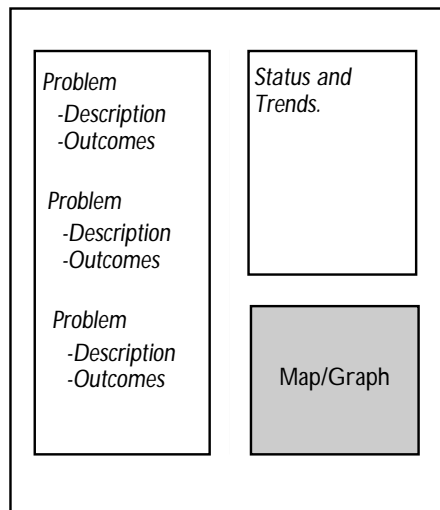 Problem
-Description
-Outcomes
Problem
-Description
-Outcomes
Problem
-Description
-Outcomes
Status and
Trends.
Map/Graph